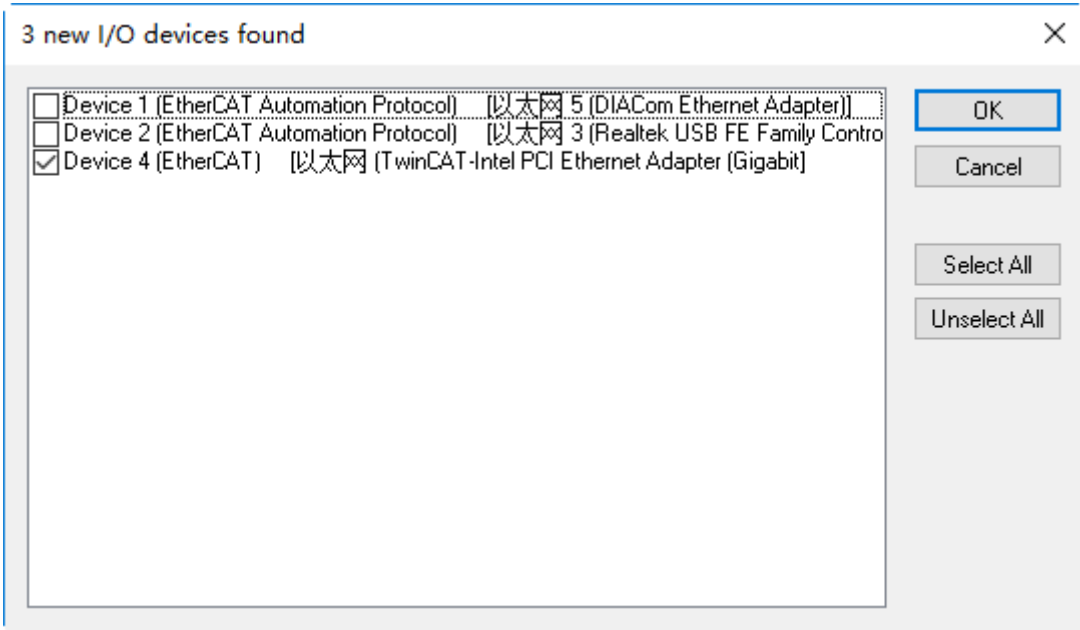 3 new I/O devices found
Device 1 (EtherCAT Automation Protocol) [以太网 5 (DIACom Ethernet Adapter)]
Device 2 (EtherCAT Automation Protocol) [以太网 3 (Realtek USB FE Family Contro
Device 4 (EtherCAT) [以太网 (TwinCAT-Intel PCI Ethernet Adapter (Gigabit]
OK
Cancel
Select All
Unselect All